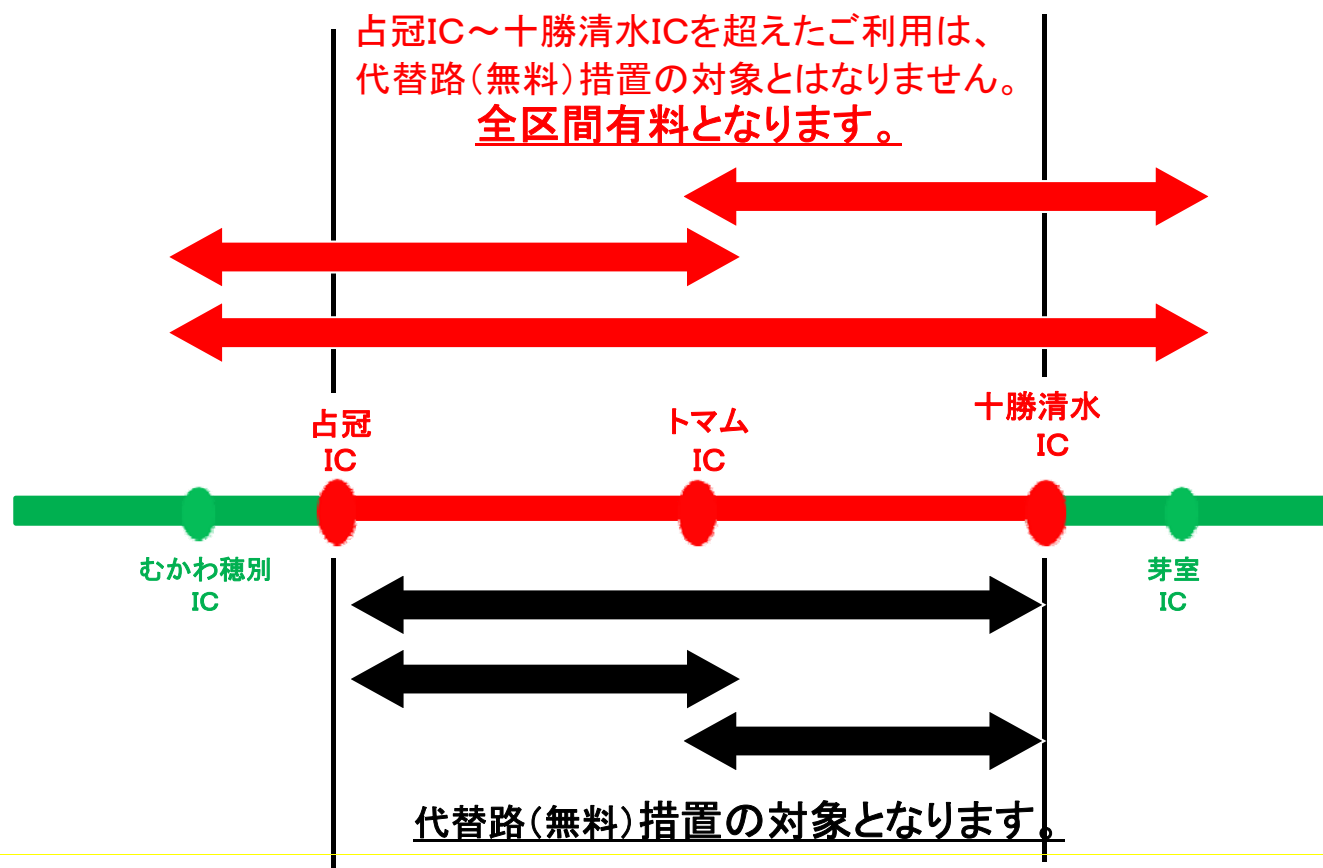 占冠IC～十勝清水ICを超えたご利用は、
代替路(無料)措置の対象とはなりません。
全区間有料となります。
占冠
IC
トマム
IC
十勝清水
IC
むかわ穂別
IC
芽室
IC
代替路(無料)措置の対象となります。